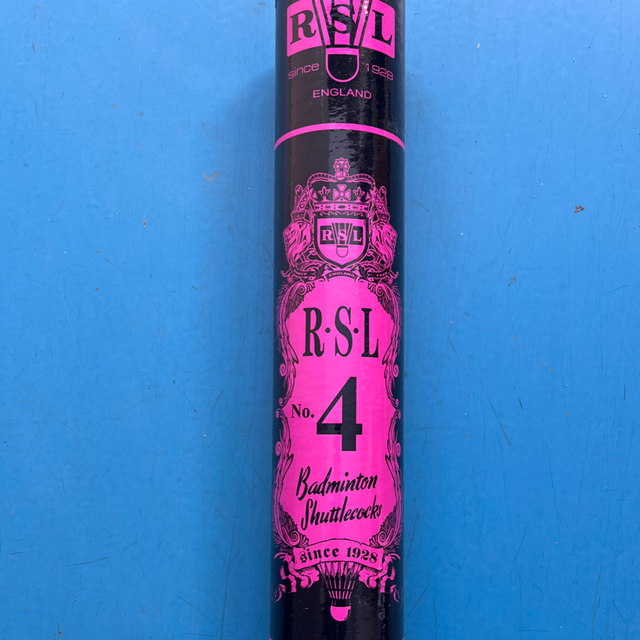 RSL
since 1928
ENGLAND
RSL
R·S·L
No. 4
Badminton
Shuttlecocks
since 1928